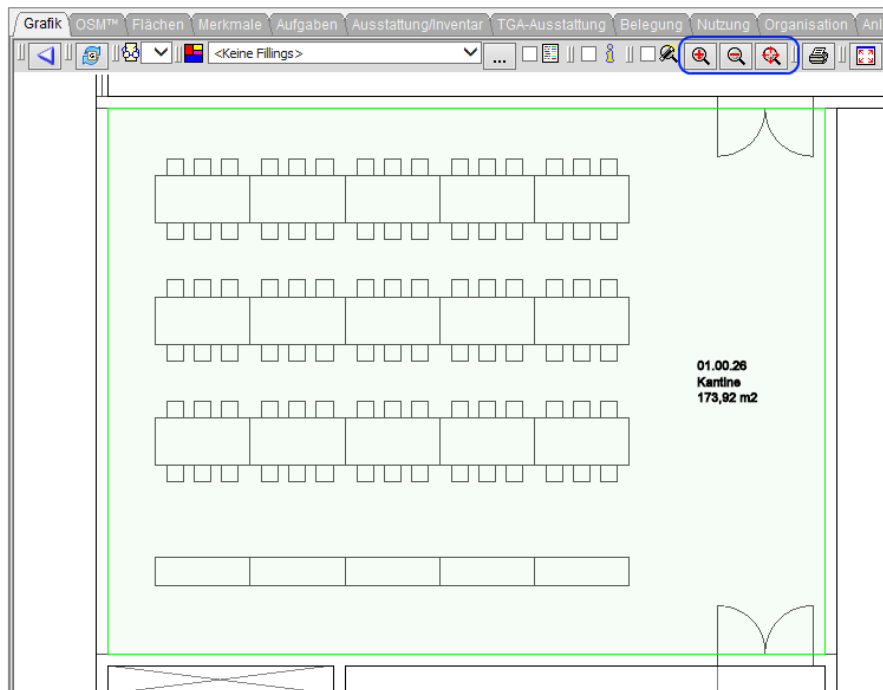 Grafik OSM™ Flächen Merkmale Aufgaben Ausstattung/Inventar TGA-Ausstattung Belegung Nutzung Organisation Anl
<Keine Fillings> ...
01.00.26
Kantine
173,92 m2